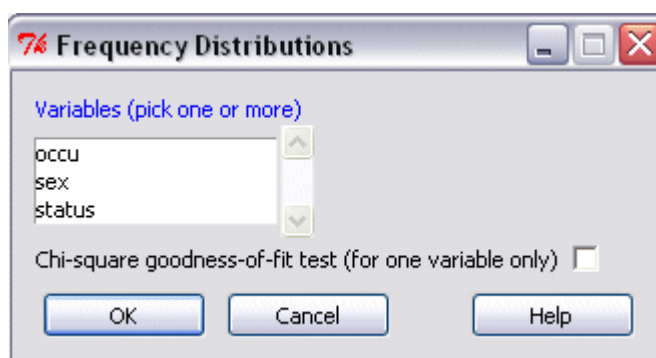 Frequency Distributions
Variables (pick one or more)
occu
sex
status
Chi-square goodness-of-fit test (for one variable only)
OK Cancel Help